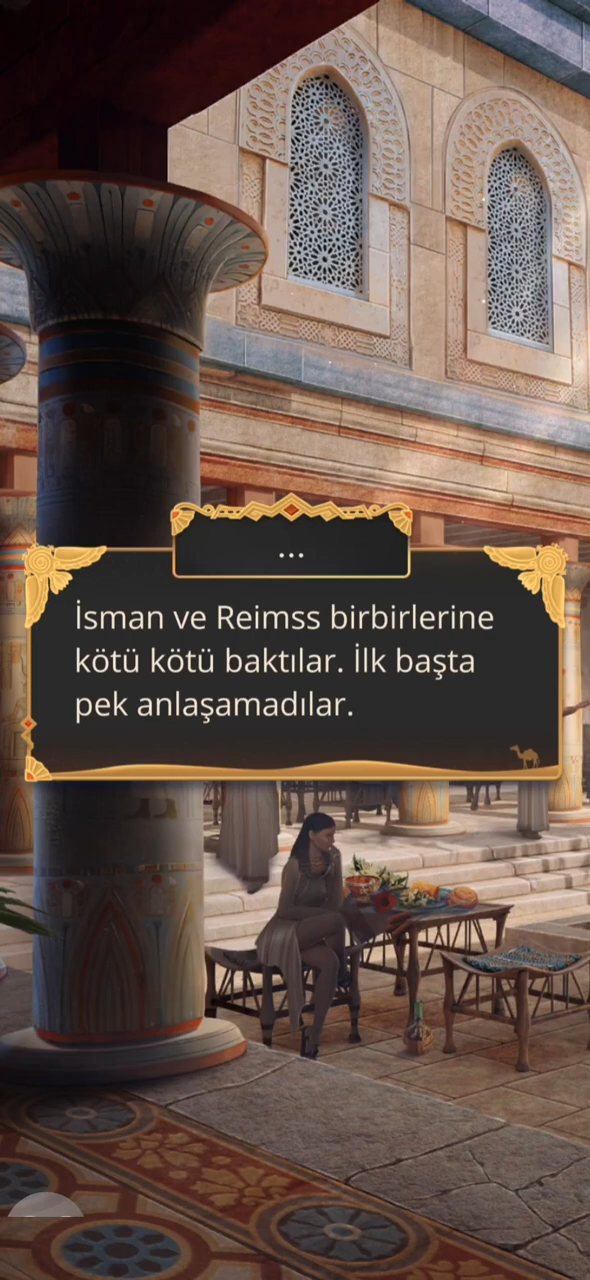 ...
İsman ve Reimss birbirlerine
kötü kötü baktılar. İlk başta
pek anlaşamadılar.